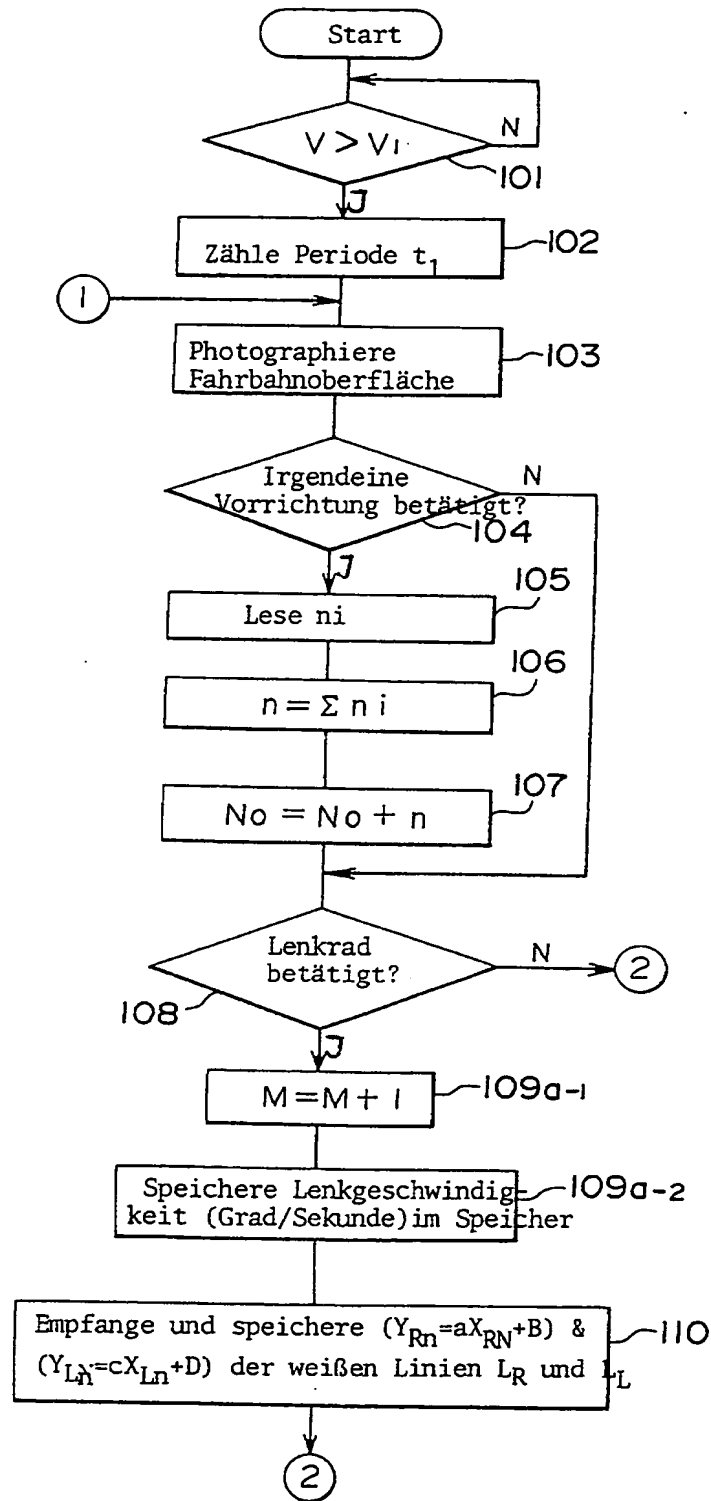 Start
V > V1
N
101
J
Zähle Periode t1
102
1
Photographiere
Fahrbahnoberfläche
103
Irgendeine
Vorrichtung betätigt?
N
104
J
105
Lese ni
106
n = Σ n i
107
No = No + n
Lenkrad
betätigt?
N
2
108
J
M = M + 1
109a-1
Speichere Lenkgeschwindig-
keit (Grad/Sekunde) im Speicher
109a-2
Empfange und speichere (YRn=aXRN+B) &
(YLn=cXLn+D) der weißen Linien LR und LL
110
2